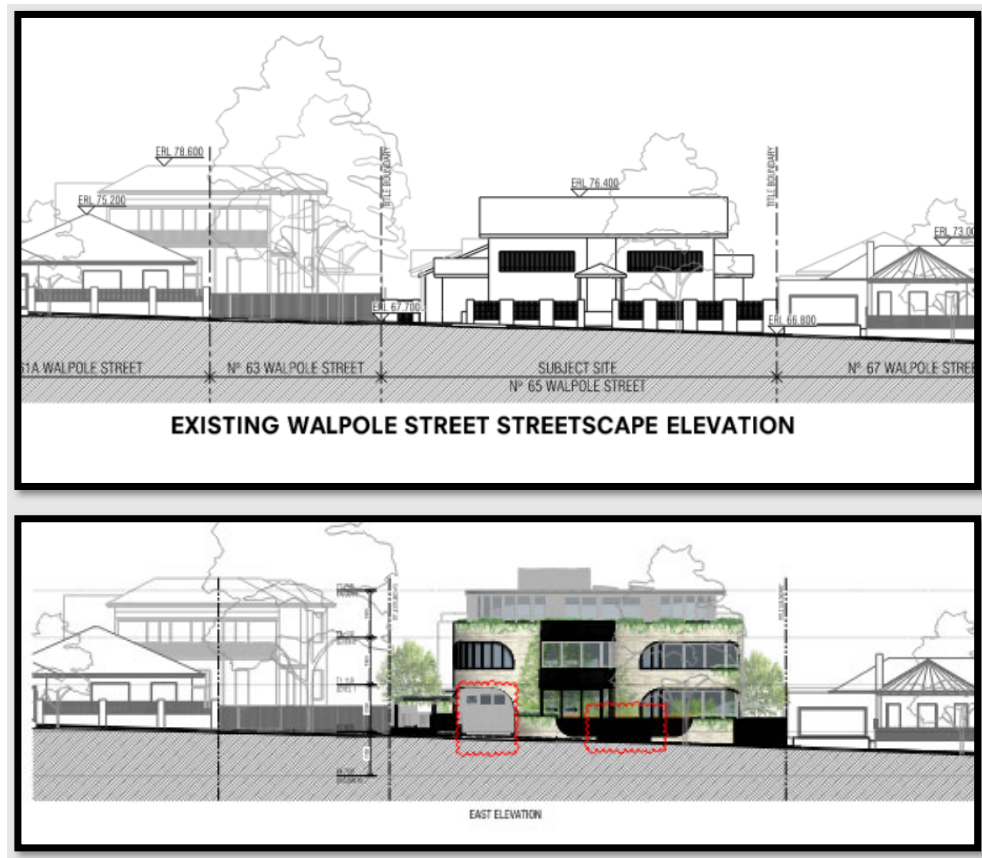 ERL 78.600
ERL 75.200
TITLE BOUNDARY
ERL 76.400
TITLE BOUNDARY
ERL 73.0
ERL 67.700
ERL 66.800
61A WALPOLE STREET
Nº 63 WALPOLE STREET
SUBJECT SITE
Nº 65 WALPOLE STREET
Nº 67 WALPOLE STREE
EXISTING WALPOLE STREET STREETSCAPE ELEVATION
EAST ELEVATION